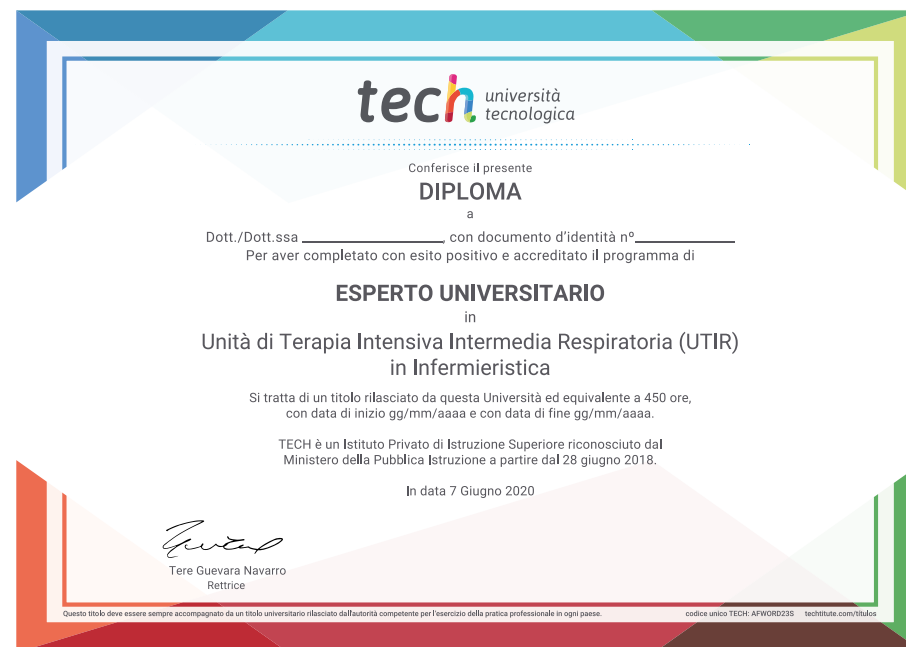 tech università
tecnologica
Conferisce il presente
DIPLOMA
a
Dott./Dott.ssa ____________________, con documento d'identità nº______________
Per aver completato con esito positivo e accreditato il programma di
ESPERTO UNIVERSITARIO
in
Unità di Terapia Intensiva Intermedia Respiratoria (UTIR)
in Infermieristica
Si tratta di un titolo rilasciato da questa Università ed equivalente a 450 ore,
con data di inizio gg/mm/aaaa e con data di fine gg/mm/aaaa.
TECH è un Istituto Privato di Istruzione Superiore riconosciuto dal
Ministero della Pubblica Istruzione a partire dal 28 giugno 2018.
In data 7 Giugno 2020
Tere Guevara Navarro
Rettrice
Questo titolo deve essere sempre accompagnato da un titolo universitario rilasciato dall'autorità competente per l'esercizio della pratica professionale in ogni paese. codice unico TECH: AFWORD23S techtitute.com/titulos